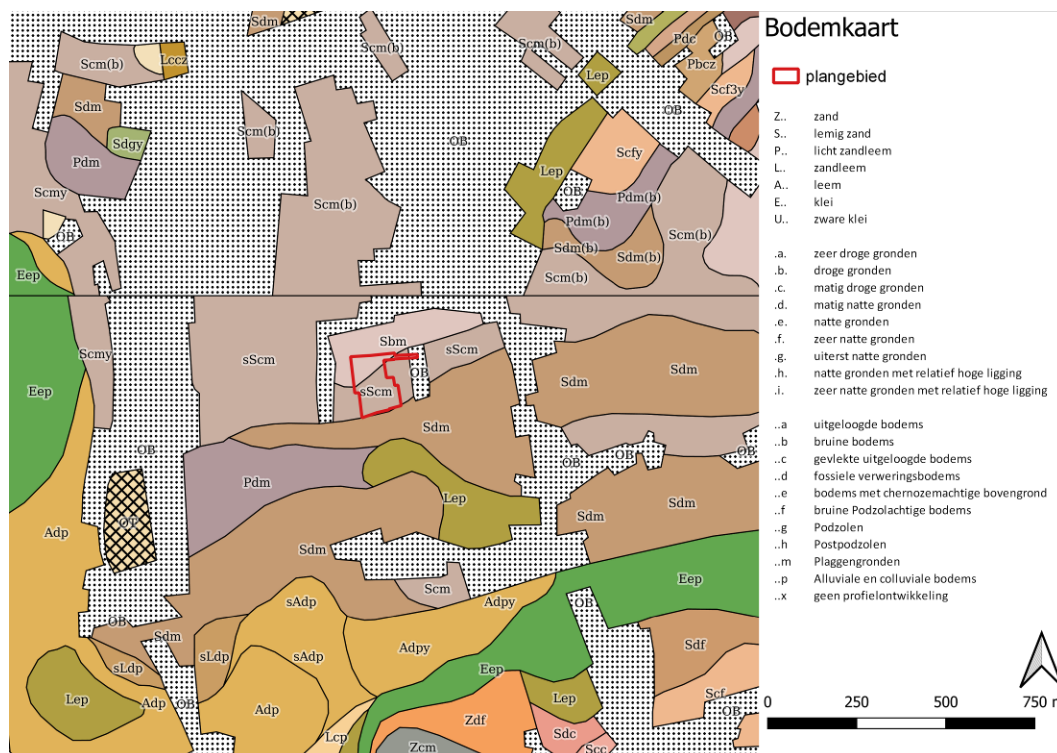 Bodemkaart
plangebied
Z.. zand
S.. lemig zand
P.. licht zandleem
L.. zandleem
A.. leem
E.. klei
U.. zware klei
.a. zeer droge gronden
.b. droge gronden
.c. matig droge gronden
.d. matig natte gronden
.e. natte gronden
.f. zeer natte gronden
.g. uiterst natte gronden
.h. natte gronden met relatief hoge ligging
.i. zeer natte gronden met relatief hoge ligging
..a uitgeloogde bodems
..b bruine bodems
..c gevlekte uitgeloogde bodems
..d fossiele verweringsbodems
..e bodems met chernozemachtige bovengrond
..f bruine Podzolachtige bodems
..g Podzolen
..h Postpodzolen
..m Plaggengronden
..p Alluviale en colluviale bodems
..x geen profielontwikkeling
0 250 500 750 m
Sdm Sdm
Scm(b) Lccz Scm(b) Scm(b) Pdc OB
Lep Pbcz
Scf3y
Sdm
OB
Scm(b) OB
Sdgy
Pdm Scfy
Lep
Scmy OB Pdm(b)
Scm(b) Pdm(b)
OB Scm(b)
Sdm(b) Sdm(b)
Eep Scm(b)
Sbm
Scmy sScm sScm
Eep OB Sdm Sdm
sScm
Sdm
OB OB OB OB
Pdm
Lep Sdm
OT Sdm
Adp
Sdm
Scm Eep
sAdp Adpy OB
OB Sdm
Adpy Sdf
sLdp sLdp sAdp
Eep
Lep Adp OB Adp Lep Scf
OB
Lcp Zdf Sdc
Zcm Scc